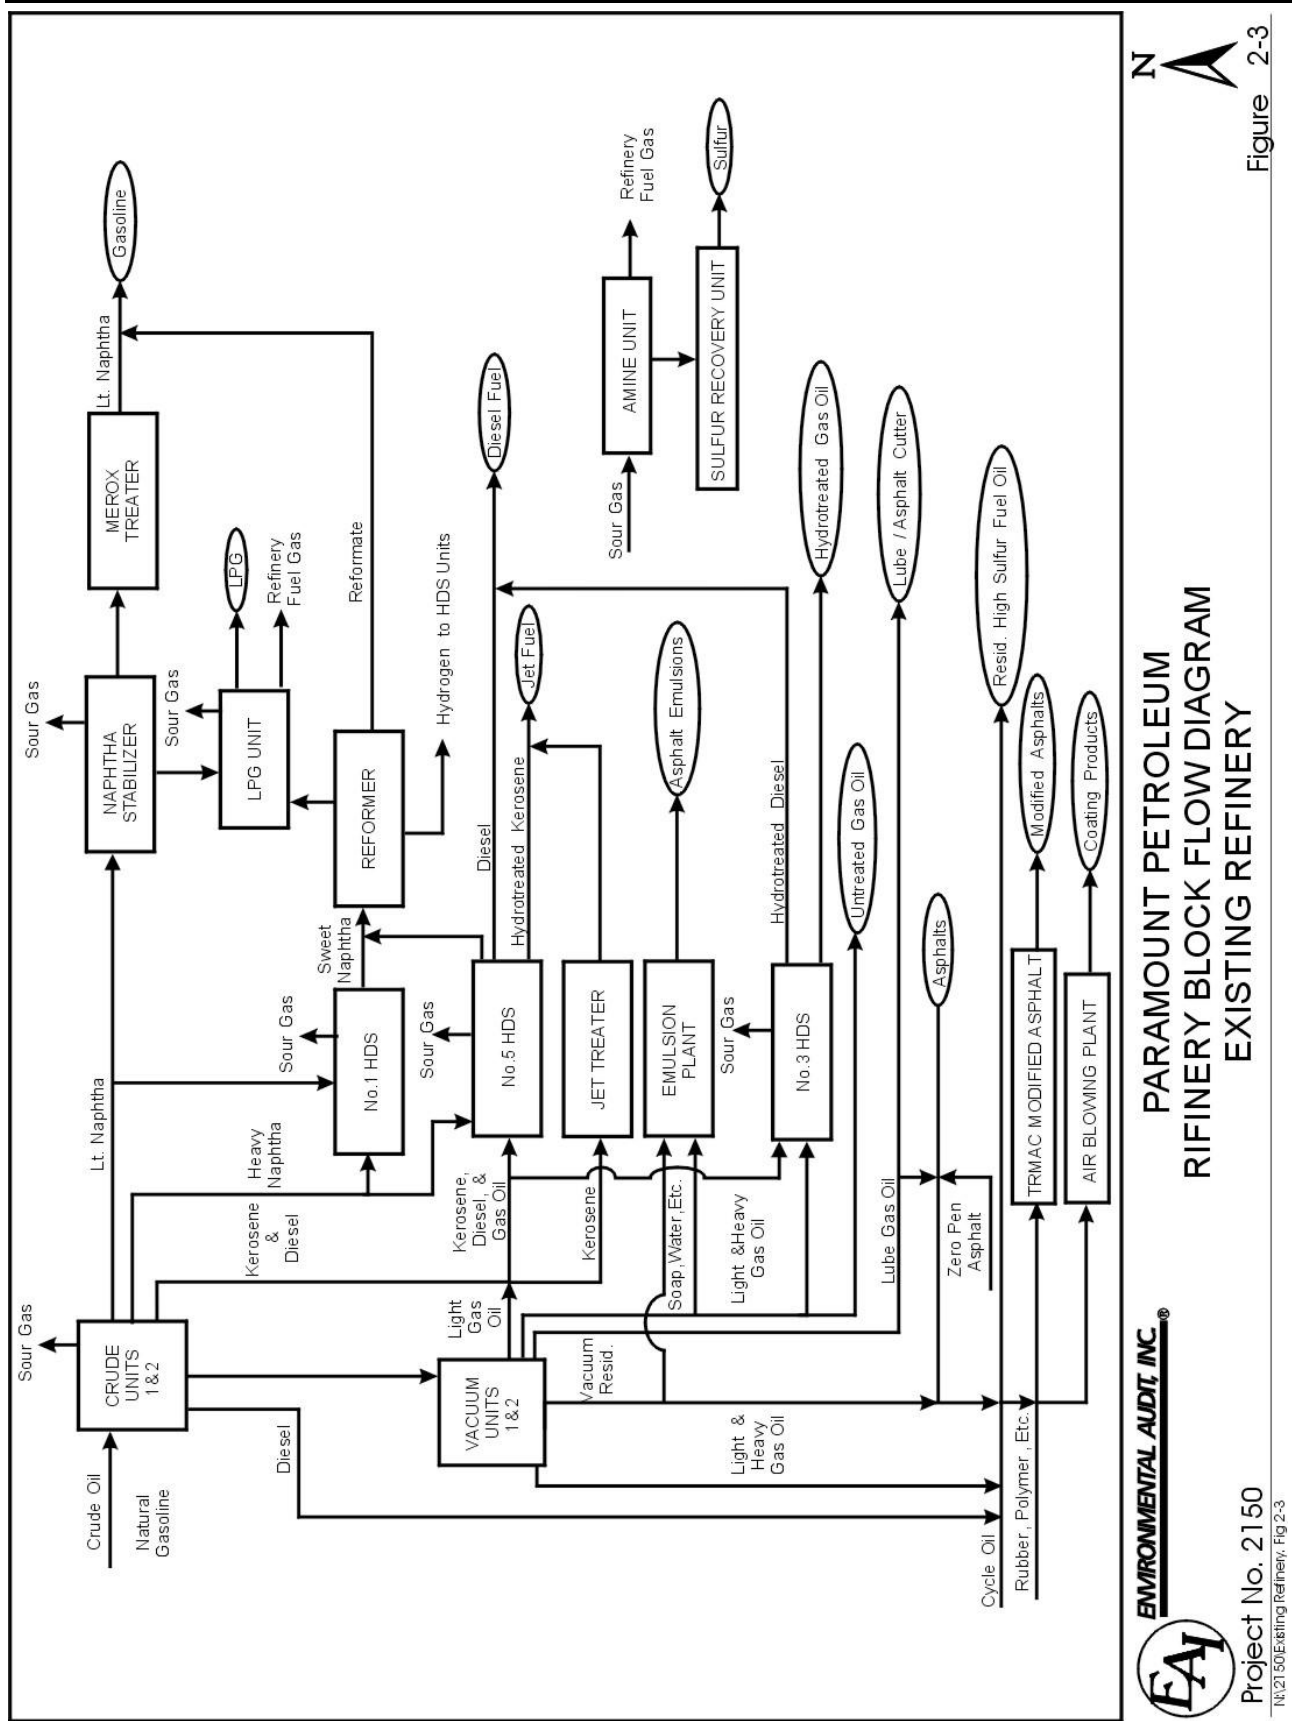 Sour Gas
Crude Oil
Natural
Gasoline
CRUDE
UNITS
1 & 2
Lt. Naphtha
Sour Gas
NAPHTHA
STABILIZER
MEROX
TREATER
Lt. Naphtha
Gasoline
Sour Gas
LPG UNIT
LPG
Refinery
Fuel Gas
Kerosene
&
Diesel
Heavy
Naphtha
Sour Gas
No.1 HDS
Sweet
Naphtha
REFORMER
Reformate
Hydrogen to HDS Units
Diesel
VACUUM
UNITS
1 & 2
Light
Gas
Oil
Kerosene,
Diesel, &
Gas Oil
Sour Gas
No.5 HDS
Diesel
Diesel Fuel
Hydrotreated Kerosene
Jet Fuel
Kerosene
JET TREATER
Vacuum
Resid.
Soap,Water,Etc.
EMULSION
PLANT
Asphalt Emulsions
Sour Gas
AMINE UNIT
Refinery
Fuel Gas
SULFUR RECOVERY UNIT
Sulfur
Light &
Heavy
Gas Oil
Light &Heavy
Gas Oil
Sour Gas
No.3 HDS
Hydrotreated Diesel
Hydrotreated Gas Oil
Untreated Gas Oil
Lube Gas Oil
Lube / Asphalt Cutter
Asphalts
Zero Pen
Asphalt
Cycle Oil
Resid. High Sulfur Fuel Oil
Rubber, Polymer, Etc.
TRMAC MODIFIED ASPHALT
Modified Asphalts
AIR BLOWING PLANT
Coating Products
EAI
ENVIRONMENTAL AUDIT, INC.®
PARAMOUNT PETROLEUM
RIFINERY BLOCK FLOW DIAGRAM
EXISTING REFINERY
N
Project No. 2150
Figure 2-3
N:\2150\Existing Refinery, Fig 2-3